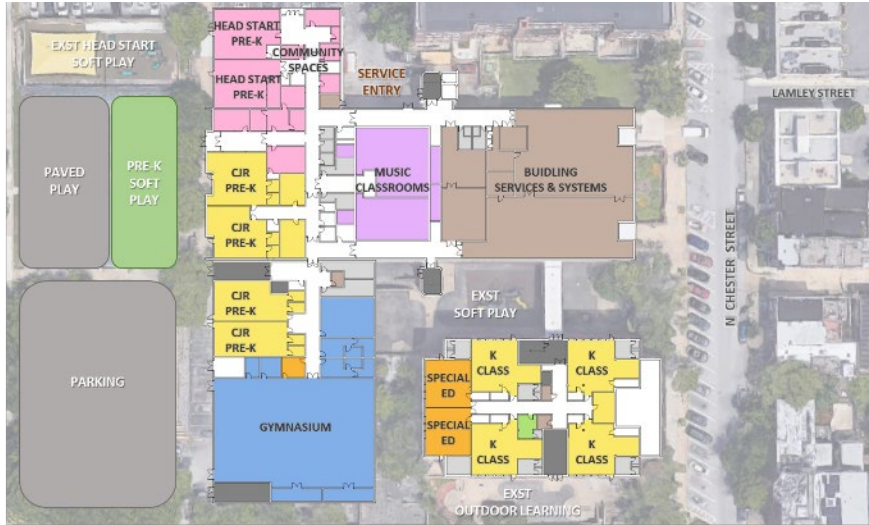 EXST HEAD START
SOFT PLAY
HEAD START
PRE-K
COMMUNITY
SPACES
HEAD START
PRE-K
SERVICE
ENTRY
LAMLEY STREET
PAVED
PLAY
PRE-K
SOFT
PLAY
CJR
PRE-K
MUSIC
CLASSROOMS
BUIDLING
SERVICES & SYSTEMS
CJR
PRE-K
N CHESTER STREET
CJR
PRE-K
EXST
SOFT PLAY
CJR
PRE-K
PARKING
K
CLASS
K
CLASS
SPECIAL
ED
GYMNASIUM
SPECIAL
ED
K
CLASS
K
CLASS
EXST
OUTDOOR LEARNING